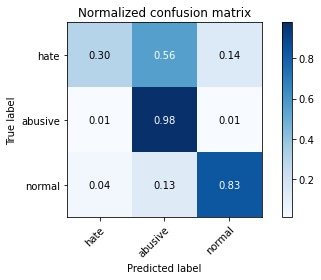 Normalized confusion matrix
True label
hate 0.30 0.56 0.14
abusive 0.01 0.98 0.01
normal 0.04 0.13 0.83
hate abusive normal
Predicted label
0.8
0.6
0.4
0.2